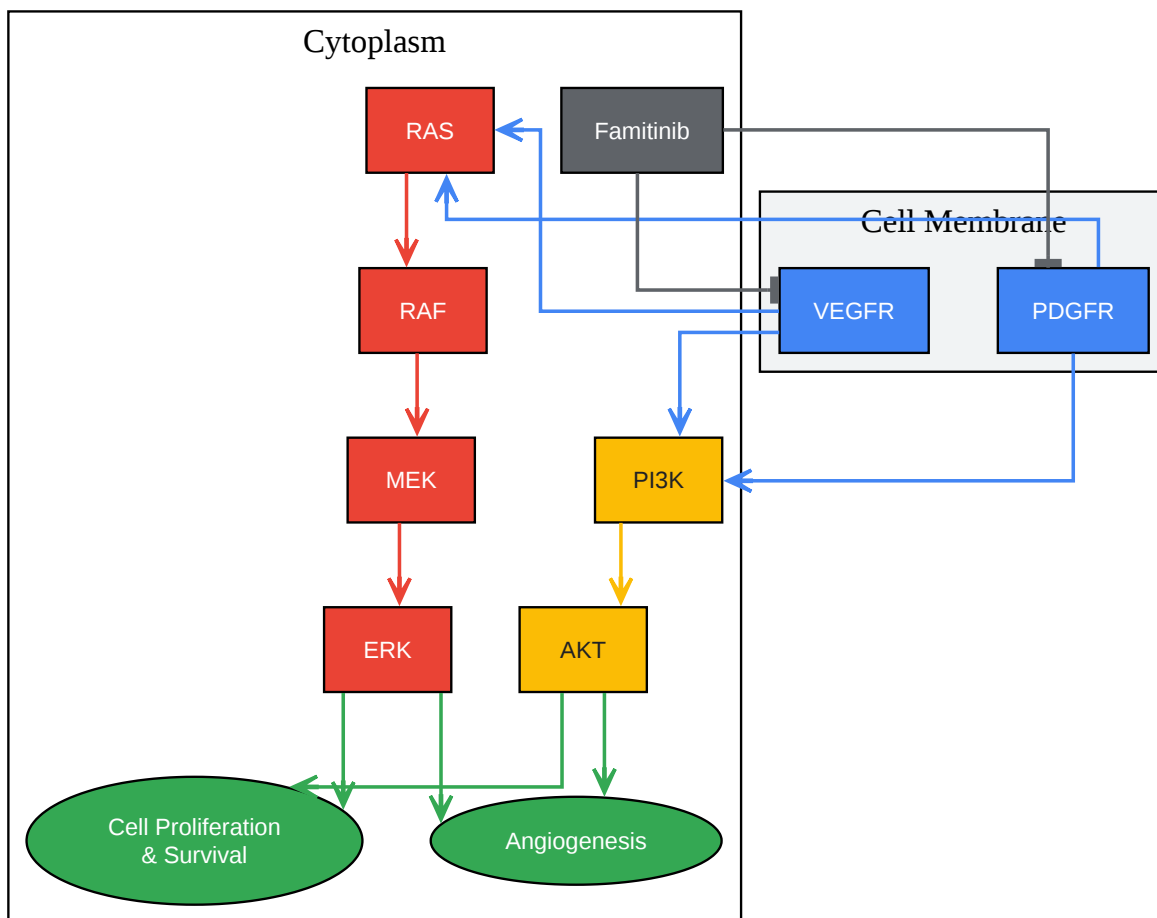 Cytoplasm
RAS
Famitinib
Cell Membrane
RAF
VEGFR
PDGFR
MEK
PI3K
ERK
AKT
Cell Proliferation
& Survival
Angiogenesis